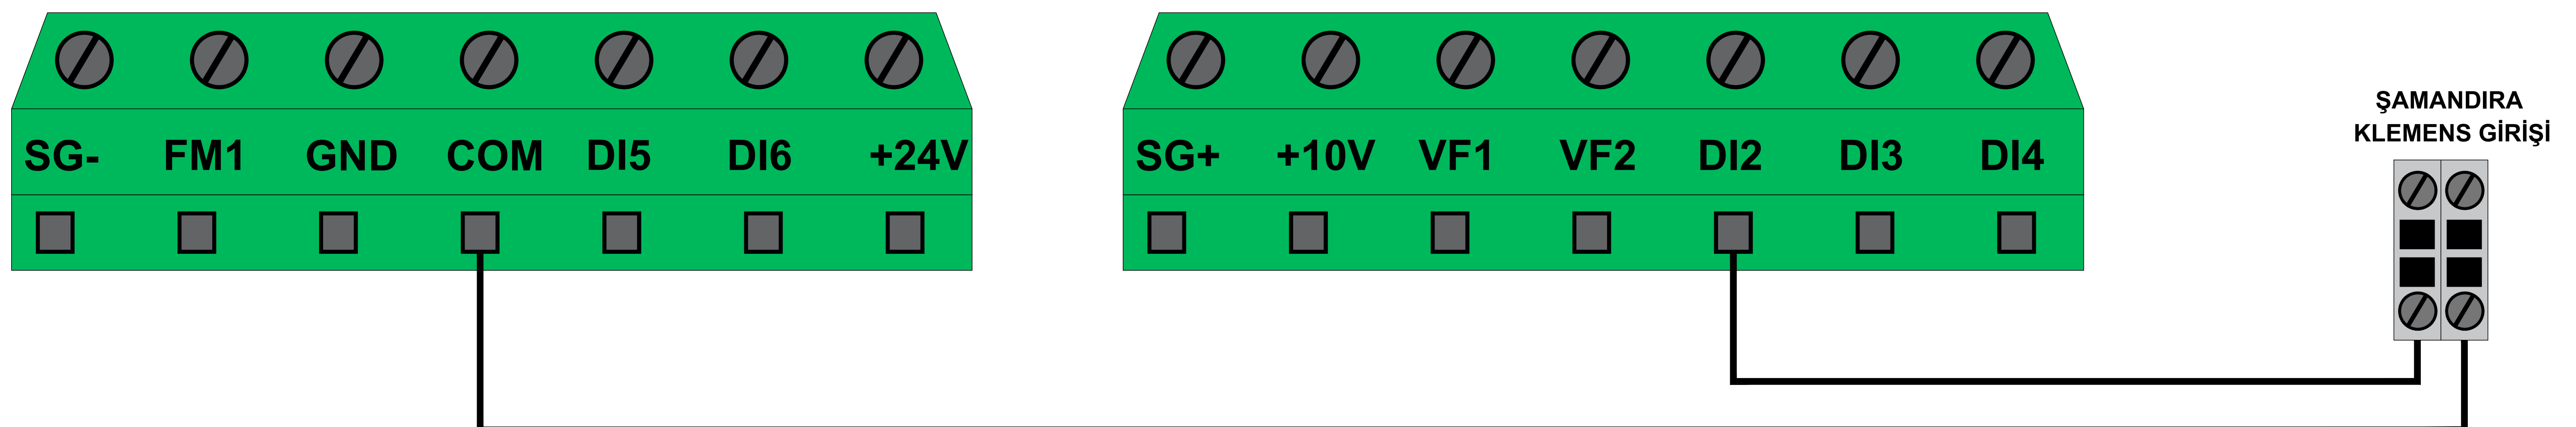 SG- FM1 GND COM DI5 DI6 +24V
SG+ +10V VF1 VF2 DI2 DI3 DI4
ŞAMANDIRA
KLEMENS GİRİŞİ